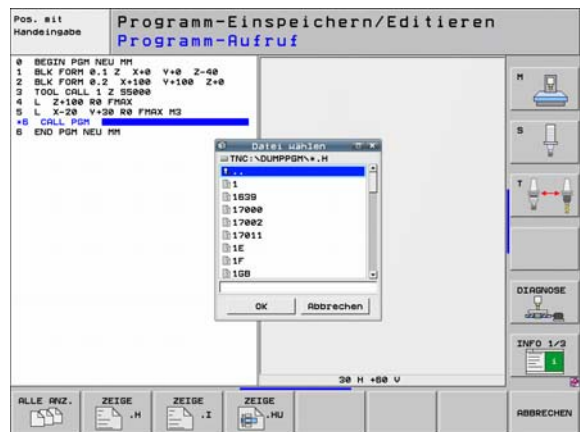 Pos. mit
Handeingabe
Programm-Einspeichern/Editieren
Programm-Aufruf
0 BEGIN PGM NEU MM
1 BLK FORM 0.1 Z X+0 Y+0 Z-40
2 BLK FORM 0.2 X+100 Y+100 Z+0
3 TOOL CALL 1 Z S5000
4 L Z+100 R0 FMAX
5 L X-20 Y+30 R0 FMAX M3
*6 CALL PGM
6 END PGM NEU MM
Datei wählen
TNC:\DUMPPGM\*.H
..
1
1639
17000
17002
17011
1E
1F
1GB
OK Abbrechen
30 H +60 V
M
S
T
DIAGNOSE
INFO 1/3
ALLE ANZ.
ZEIGE
.H
ZEIGE
.I
ZEIGE
.HU
ABBRECHEN